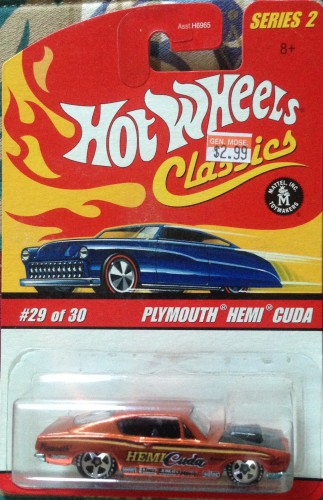 Asst. H6965
SERIES 2
8+
Hot Wheels
Classics
GEN. MDSE.
$2.99
MATTEL, INC.
M
TOYMAKERS
#29 of 30
PLYMOUTH® HEMI® CUDA
HEMI Cuda